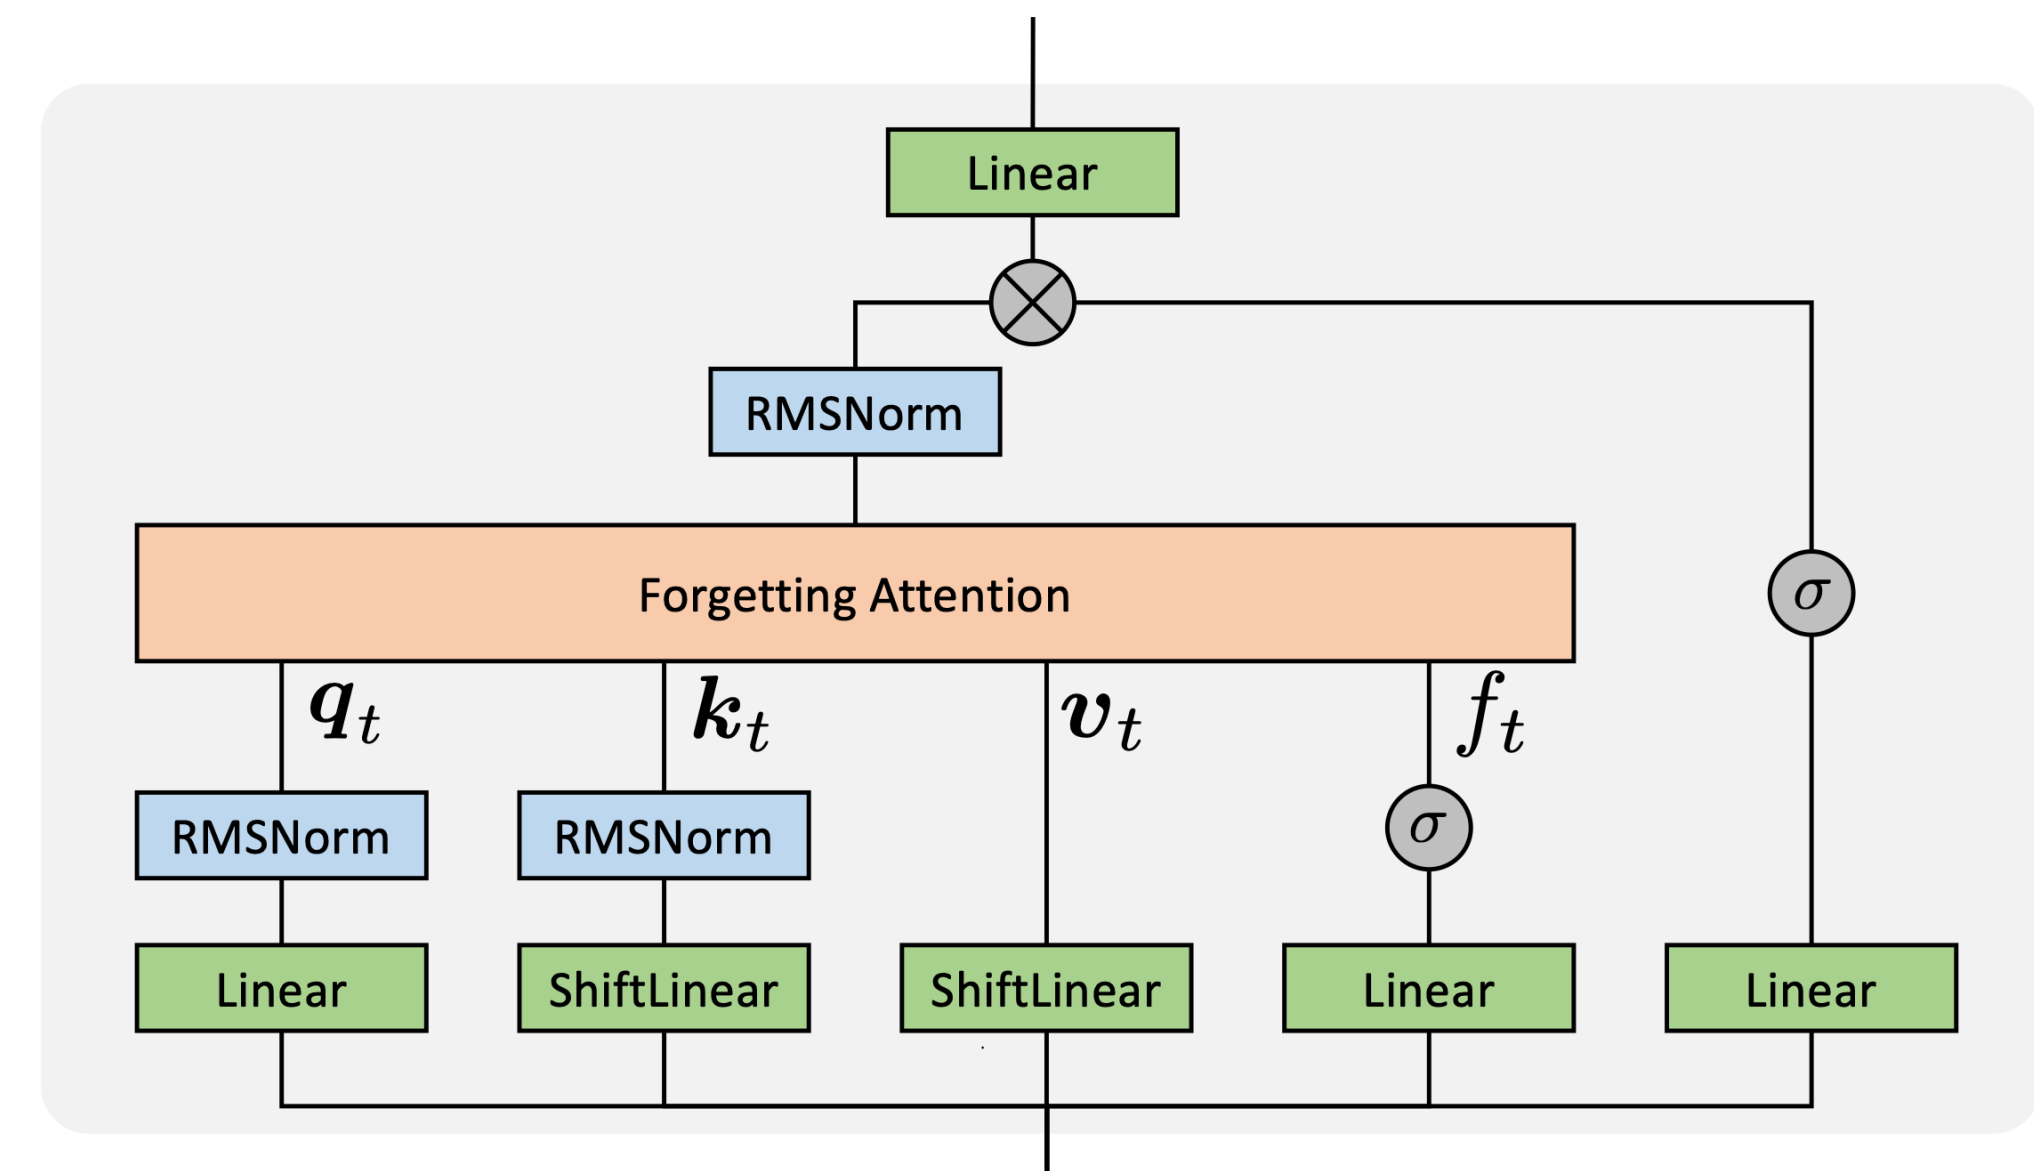 Linear
RMSNorm
Forgetting Attention
σ
q_t k_t v_t f_t
RMSNorm RMSNorm σ
Linear ShiftLinear ShiftLinear Linear Linear